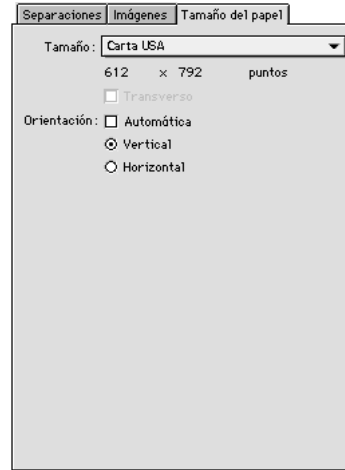 Separaciones Imágenes Tamaño del papel
Tamaño: Carta USA
612 × 792 puntos
Transverso
Orientación: Automática
Vertical
Horizontal